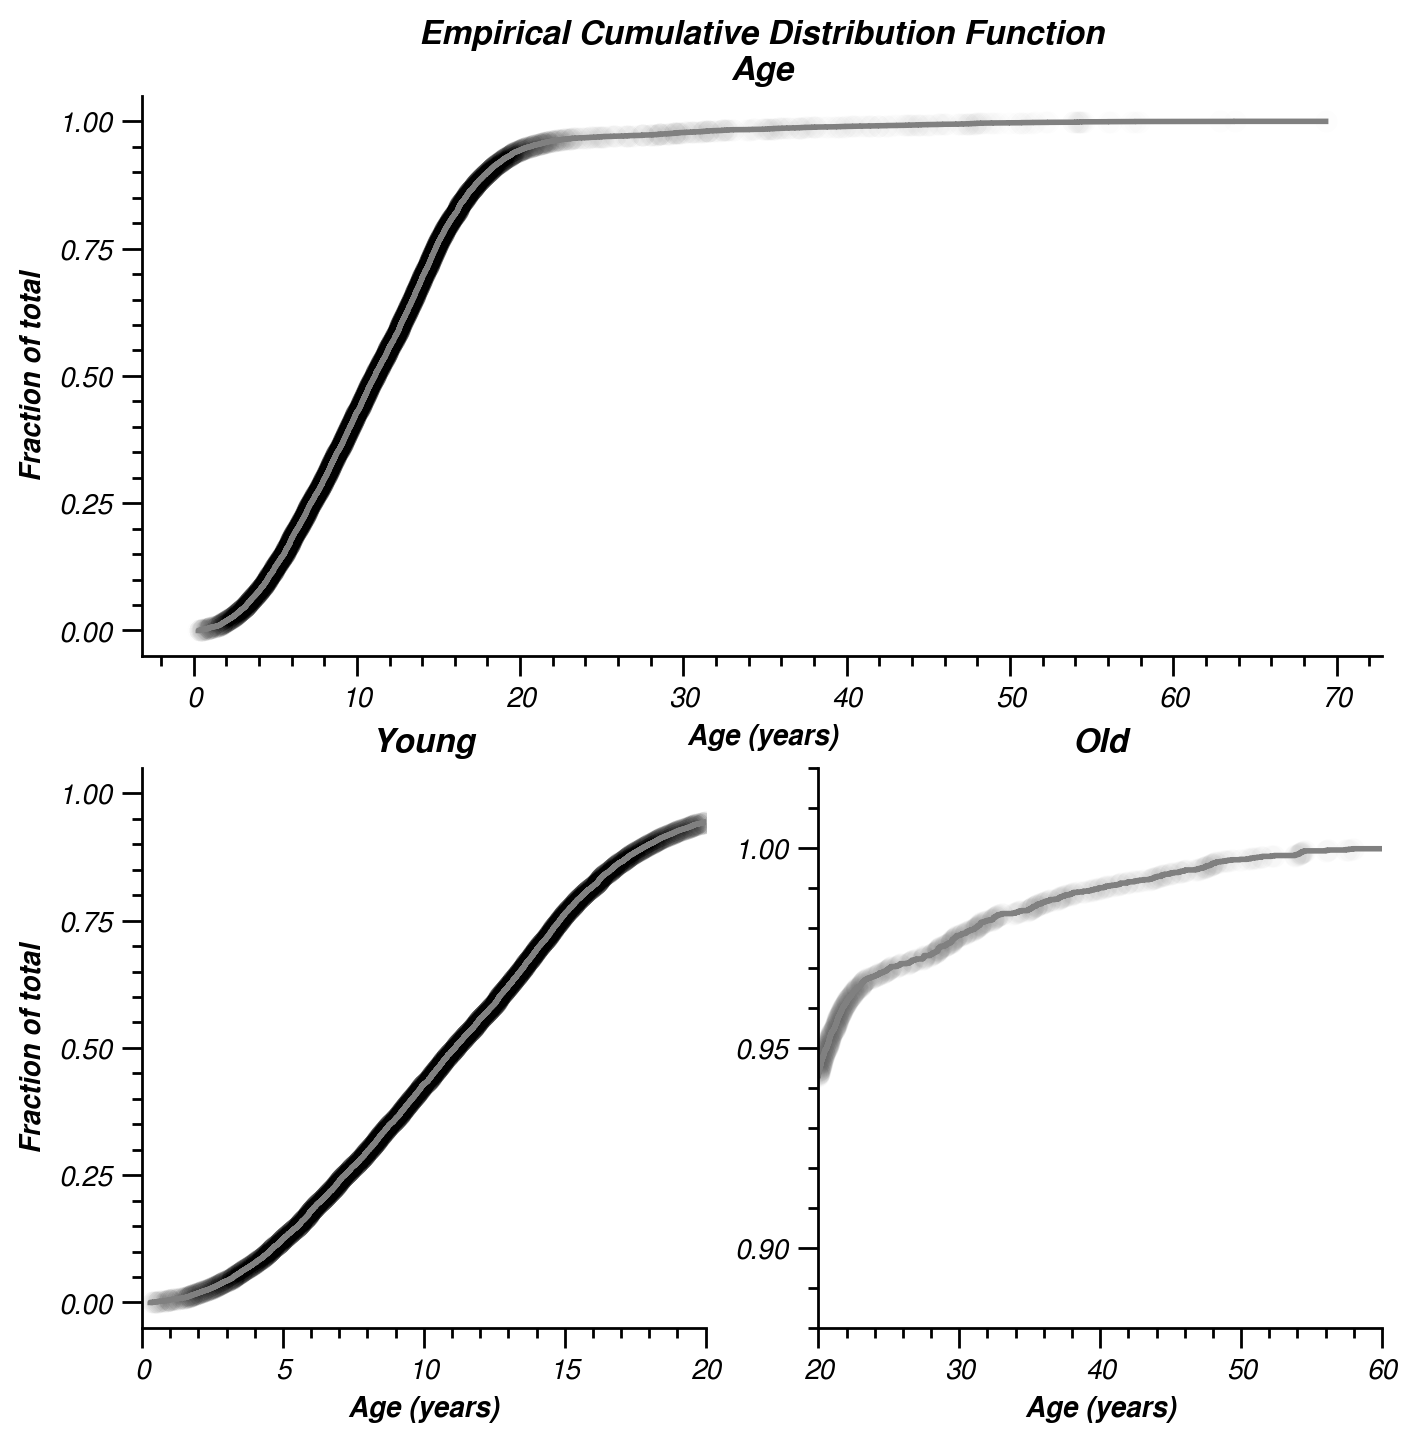 Empirical Cumulative Distribution Function
Age
Fraction of total
1.00
0.75
0.50
0.25
0.00
0 10 20 30 40 50 60 70
Age (years)
Young
Fraction of total
1.00
0.75
0.50
0.25
0.00
0 5 10 15 20
Age (years)
Old
1.00
0.95
0.90
20 30 40 50 60
Age (years)